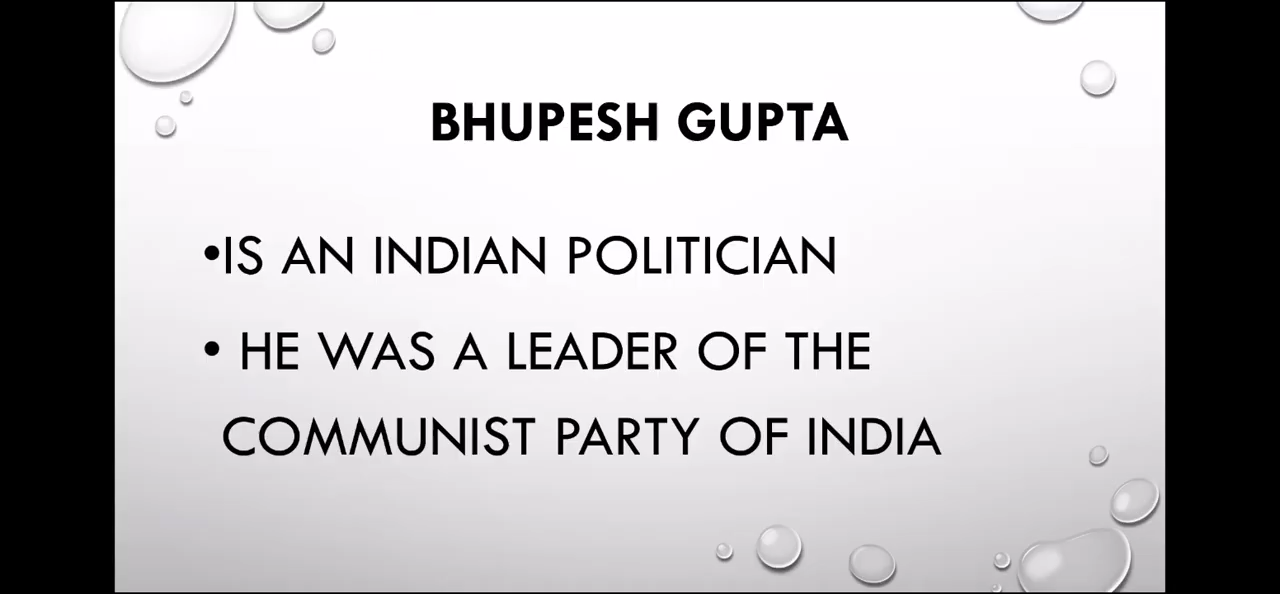 BHUPESH GUPTA
•IS AN INDIAN POLITICIAN
• HE WAS A LEADER OF THE
COMMUNIST PARTY OF INDIA